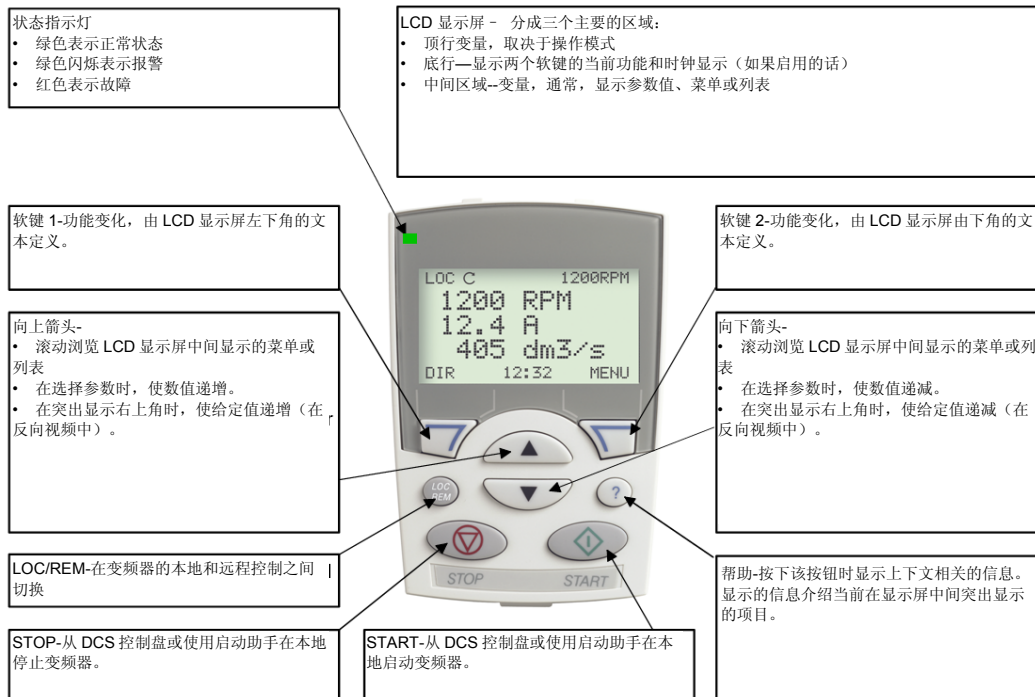 状态指示灯
• 绿色表示正常状态
• 绿色闪烁表示报警
• 红色表示故障
LCD 显示屏– 分成三个主要的区域：
• 顶行变量，取决于操作模式
• 底行—显示两个软键的当前功能和时钟显示（如果启用的话）
• 中间区域--变量，通常，显示参数值、菜单或列表
软键 1-功能变化，由 LCD 显示屏左下角的文
本定义。
软键 2-功能变化，由 LCD 显示屏由下角的文
本定义。
向上箭头-
• 滚动浏览 LCD 显示屏中间显示的菜单或
列表
• 在选择参数时，使数值递增。
• 在突出显示右上角时，使给定值递增（在
反向视频中）。
向下箭头-
• 滚动浏览 LCD 显示屏中间显示的菜单或列
表
• 在选择参数时，使数值递减。
• 在突出显示右上角时，使给定值递减（在
反向视频中）。
LOC C 1200RPM
1200 RPM
12.4 A
405 dm3/s
DIR 12:32 MENU
LOC
REM
?
STOP START
LOC/REM-在变频器的本地和远程控制之间
切换
帮助-按下该按钮时显示上下文相关的信息。
显示的信息介绍当前在显示屏中间突出显示
的项目。
STOP-从 DCS 控制盘或使用启动助手在本地
停止变频器。
START-从 DCS 控制盘或使用启动助手在本
地启动变频器。